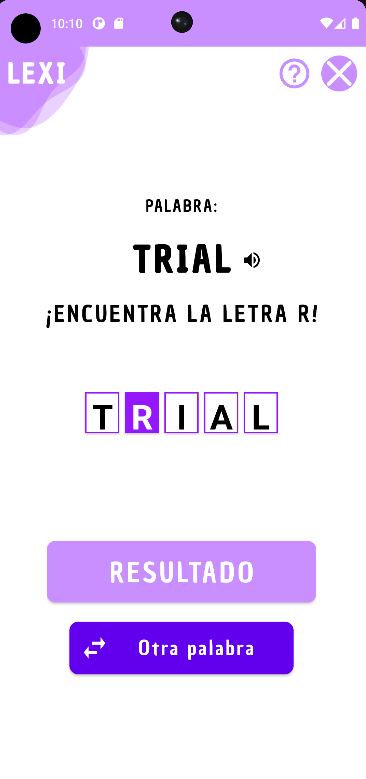 10:10
LEXI
PALABRA:
TRIAL
¡ENCUENTRA LA LETRA R!
T R I A L
RESULTADO
Otra palabra